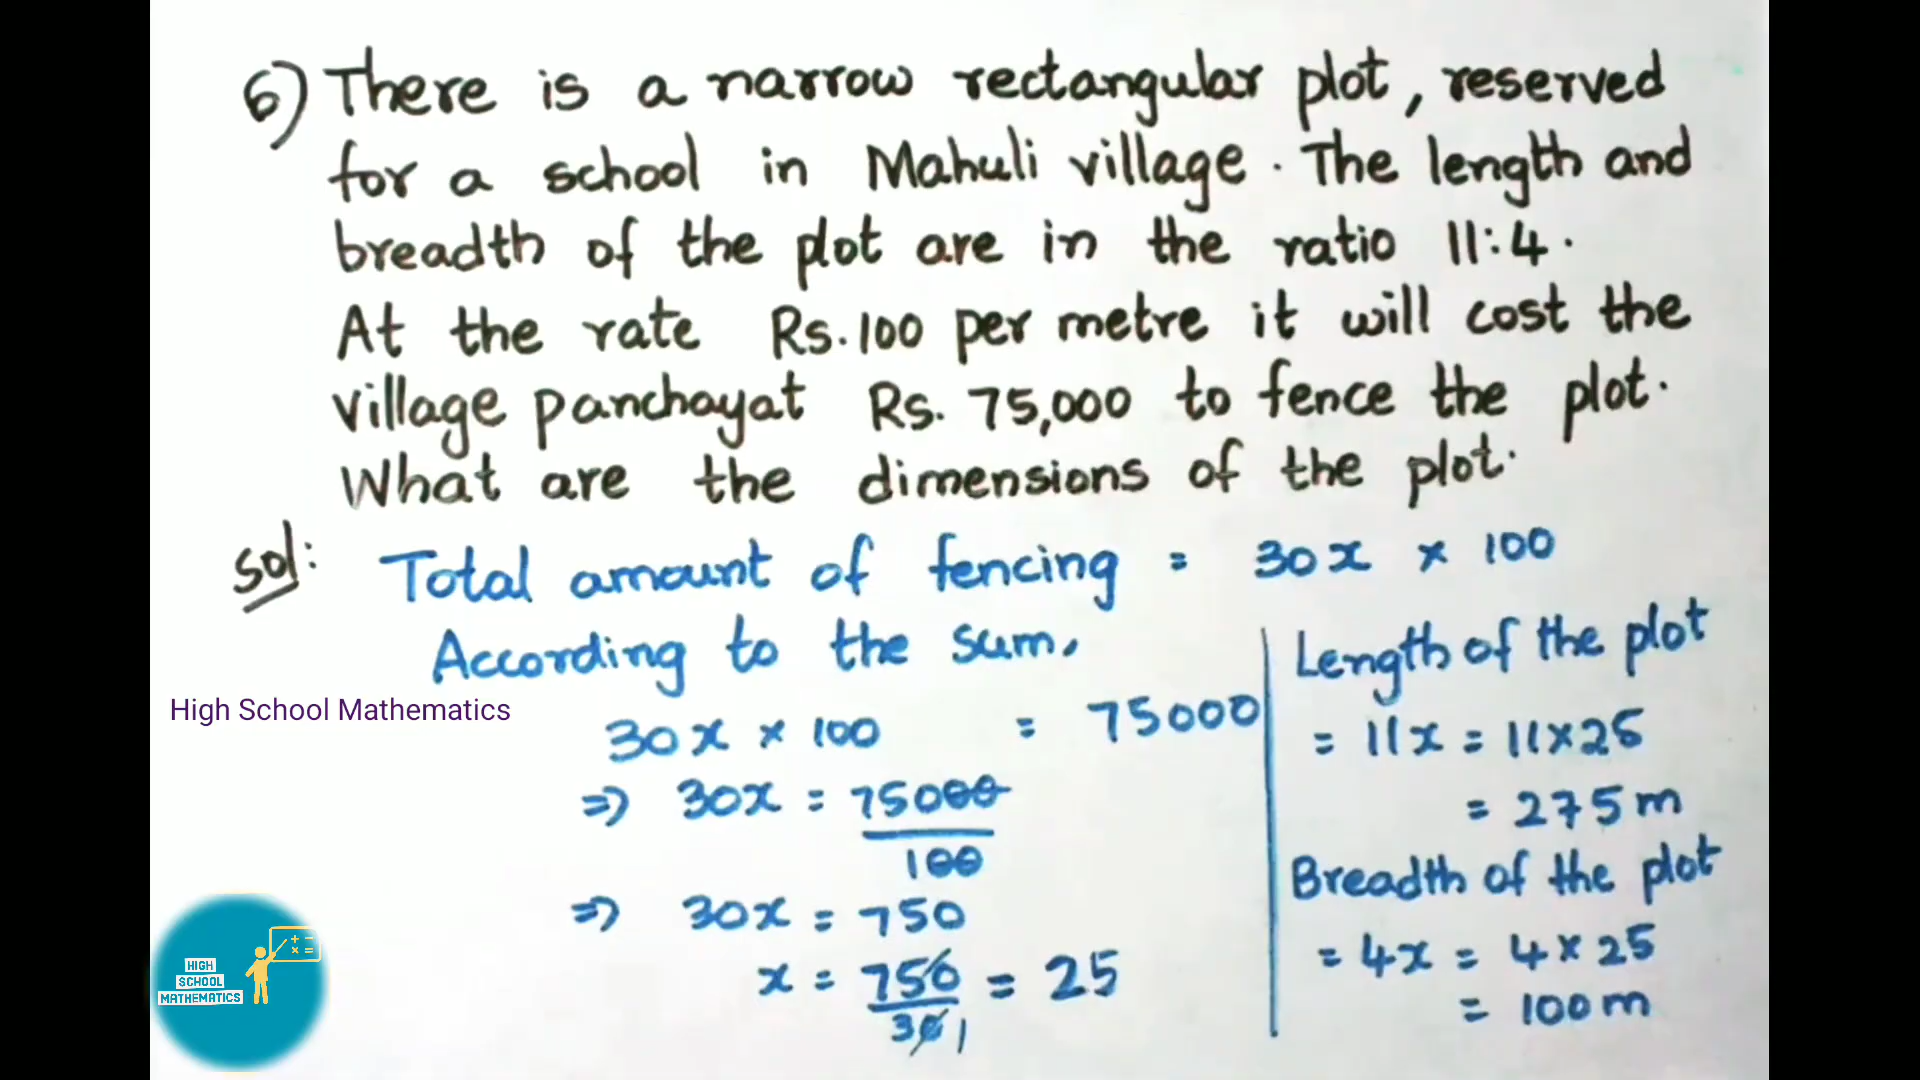 6) There is a narrow rectangular plot, reserved
for a school in Mahuli village. The length and
breadth of the plot are in the ratio 11:4.
At the rate Rs.100 per metre it will cost the
village panchayat Rs. 75,000 to fence the plot.
What are the dimensions of the plot.
Sol: Total amount of fencing = 30x × 100
According to the sum,
30x × 100 = 75000
⇒ 30x = 75000
100
⇒ 30x = 750
x = 750 = 25
30 1
Length of the plot
= 11x = 11×25
= 275 m
Breadth of the plot
= 4x = 4 × 25
= 100 m
High School Mathematics
HIGH
SCHOOL
MATHEMATICS
+ -
× =